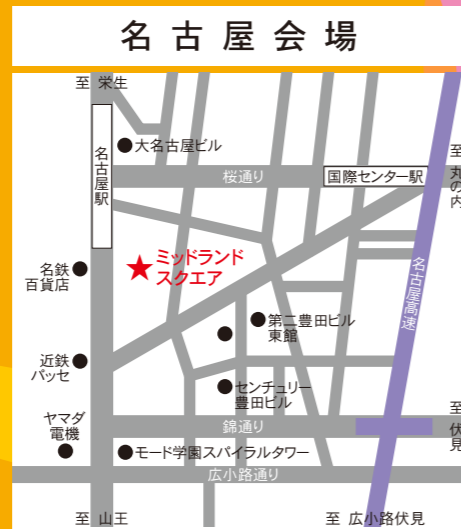 名古屋会場
至 栄生
大名古屋ビル
名古屋駅
桜通り
国際センター駅
至
丸の内
ミッドランド
スクエア
名鉄
百貨店
名古屋高速
第二豊田ビル
東館
近鉄
パッセ
センチュリー
豊田ビル
ヤマダ
電機
錦通り
至
伏見
モード学園スパイラルタワー
広小路通り
至 山王
至 広小路伏見